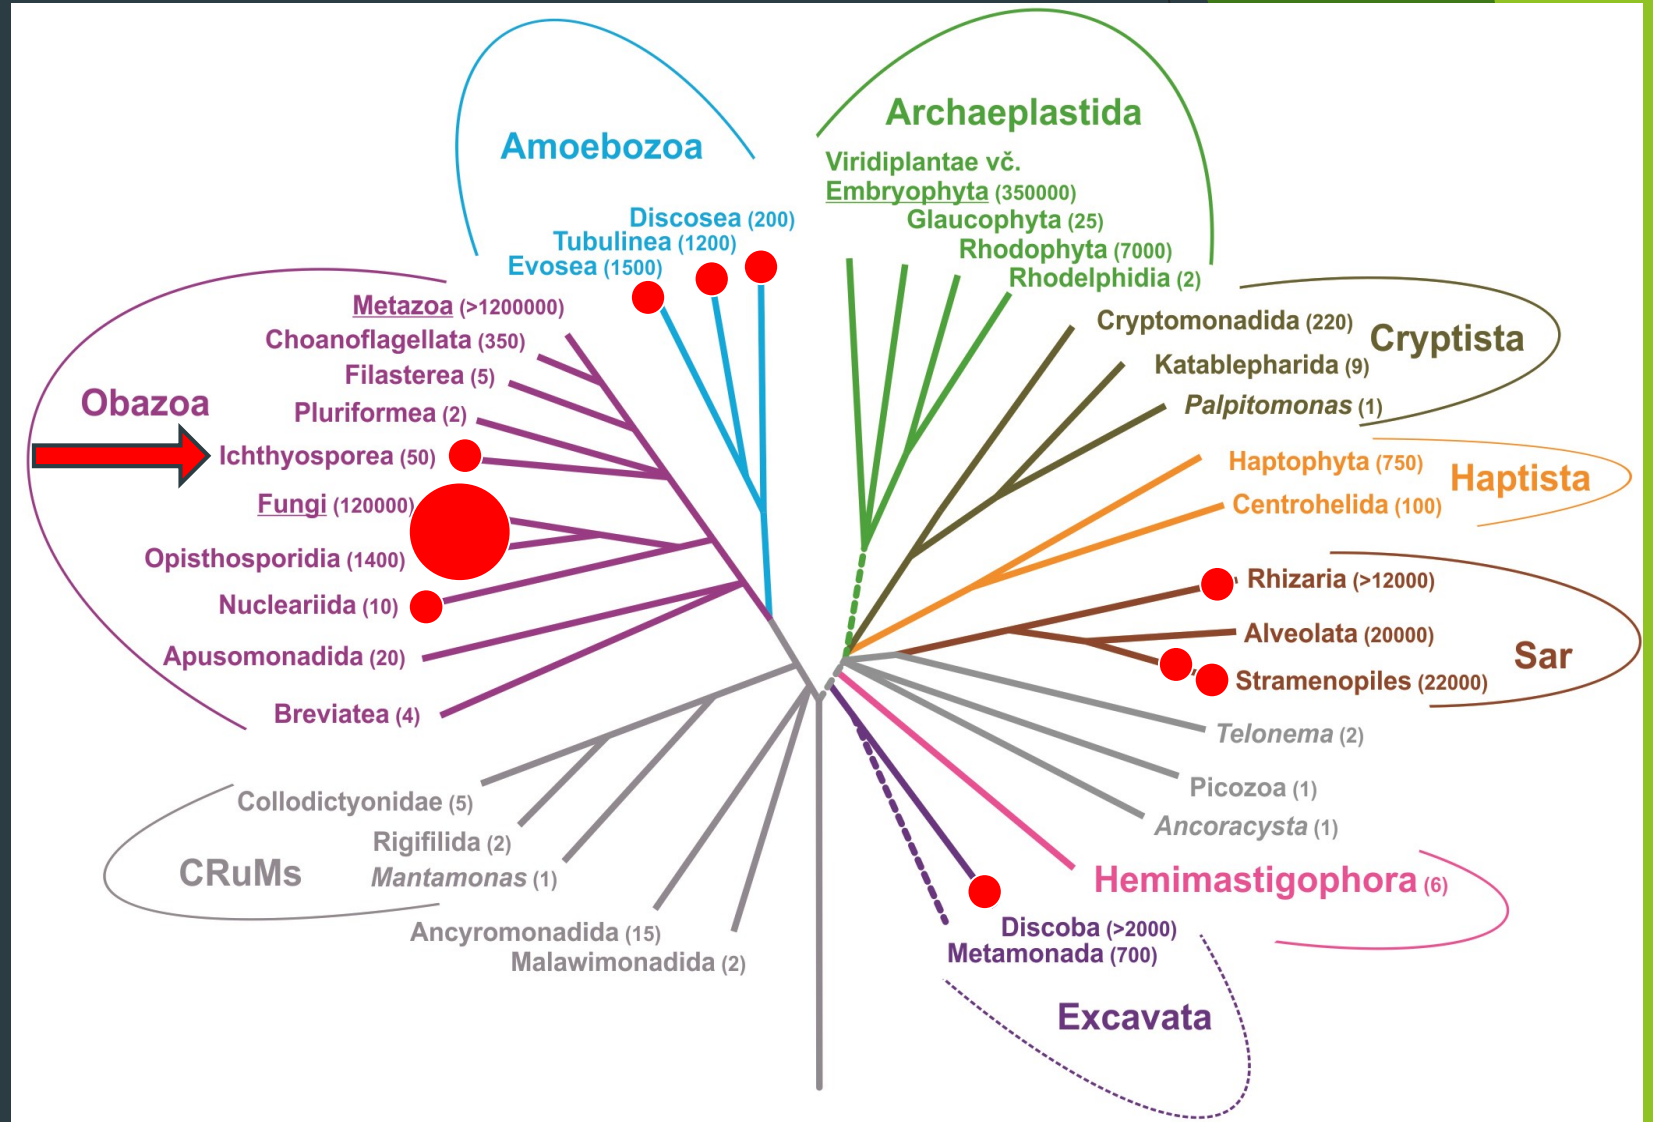 Amoebozoa
Discosea (200)
Tubulinea (1200)
Evosea (1500)
Archaeplastida
Viridiplantae vč.
Embryophyta (350000)
Glaucophyta (25)
Rhodophyta (7000)
Rhodelphidia (2)
Obazoa
Metazoa (>1200000)
Choanoflagellata (350)
Filasterea (5)
Pluriformea (2)
Ichthyosporea (50)
Fungi (120000)
Opisthosporidia (1400)
Nucleariida (10)
Apusomonadida (20)
Breviatea (4)
Cryptomonadida (220)
Katablepharida (9)
Palpitomonas (1)
Cryptista
Haptophyta (750)
Centrohelida (100)
Haptista
Rhizaria (>12000)
Alveolata (20000)
Stramenopiles (22000)
Sar
Telonema (2)
Picozoa (1)
Ancoracysta (1)
Hemimastigophora (6)
Collodictyonidae (5)
Rigifilida (2)
Mantamonas (1)
CRuMs
Ancyromonadida (15)
Malawimonadida (2)
Discoba (>2000)
Metamonada (700)
Excavata